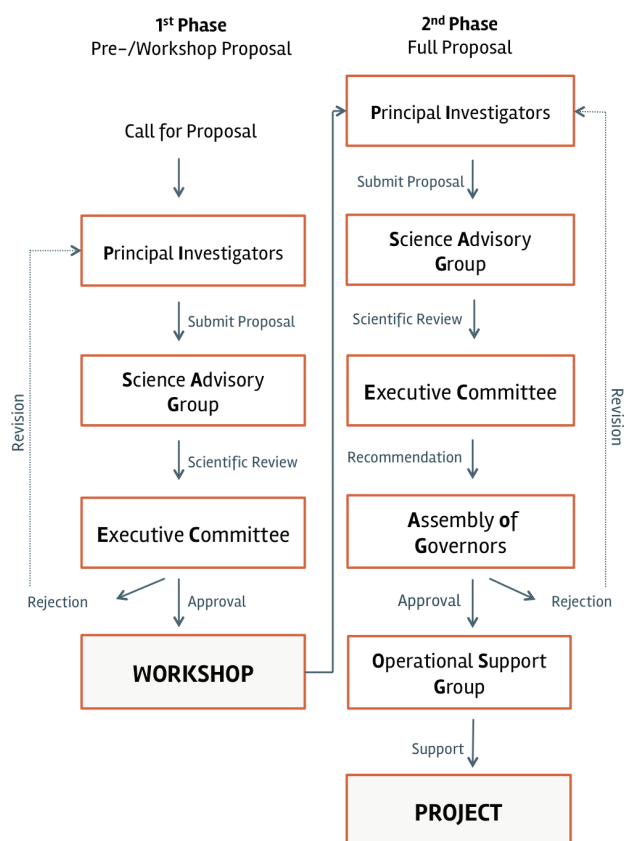 1st Phase
Pre-/Workshop Proposal
Call for Proposal
Principal Investigators
Submit Proposal
Science Advisory
Group
Scientific Review
Executive Committee
Rejection
Approval
Revision
WORKSHOP
2nd Phase
Full Proposal
Principal Investigators
Submit Proposal
Science Advisory
Group
Scientific Review
Executive Committee
Recommendation
Assembly of
Governors
Approval
Rejection
Revision
Operational Support
Group
Support
PROJECT